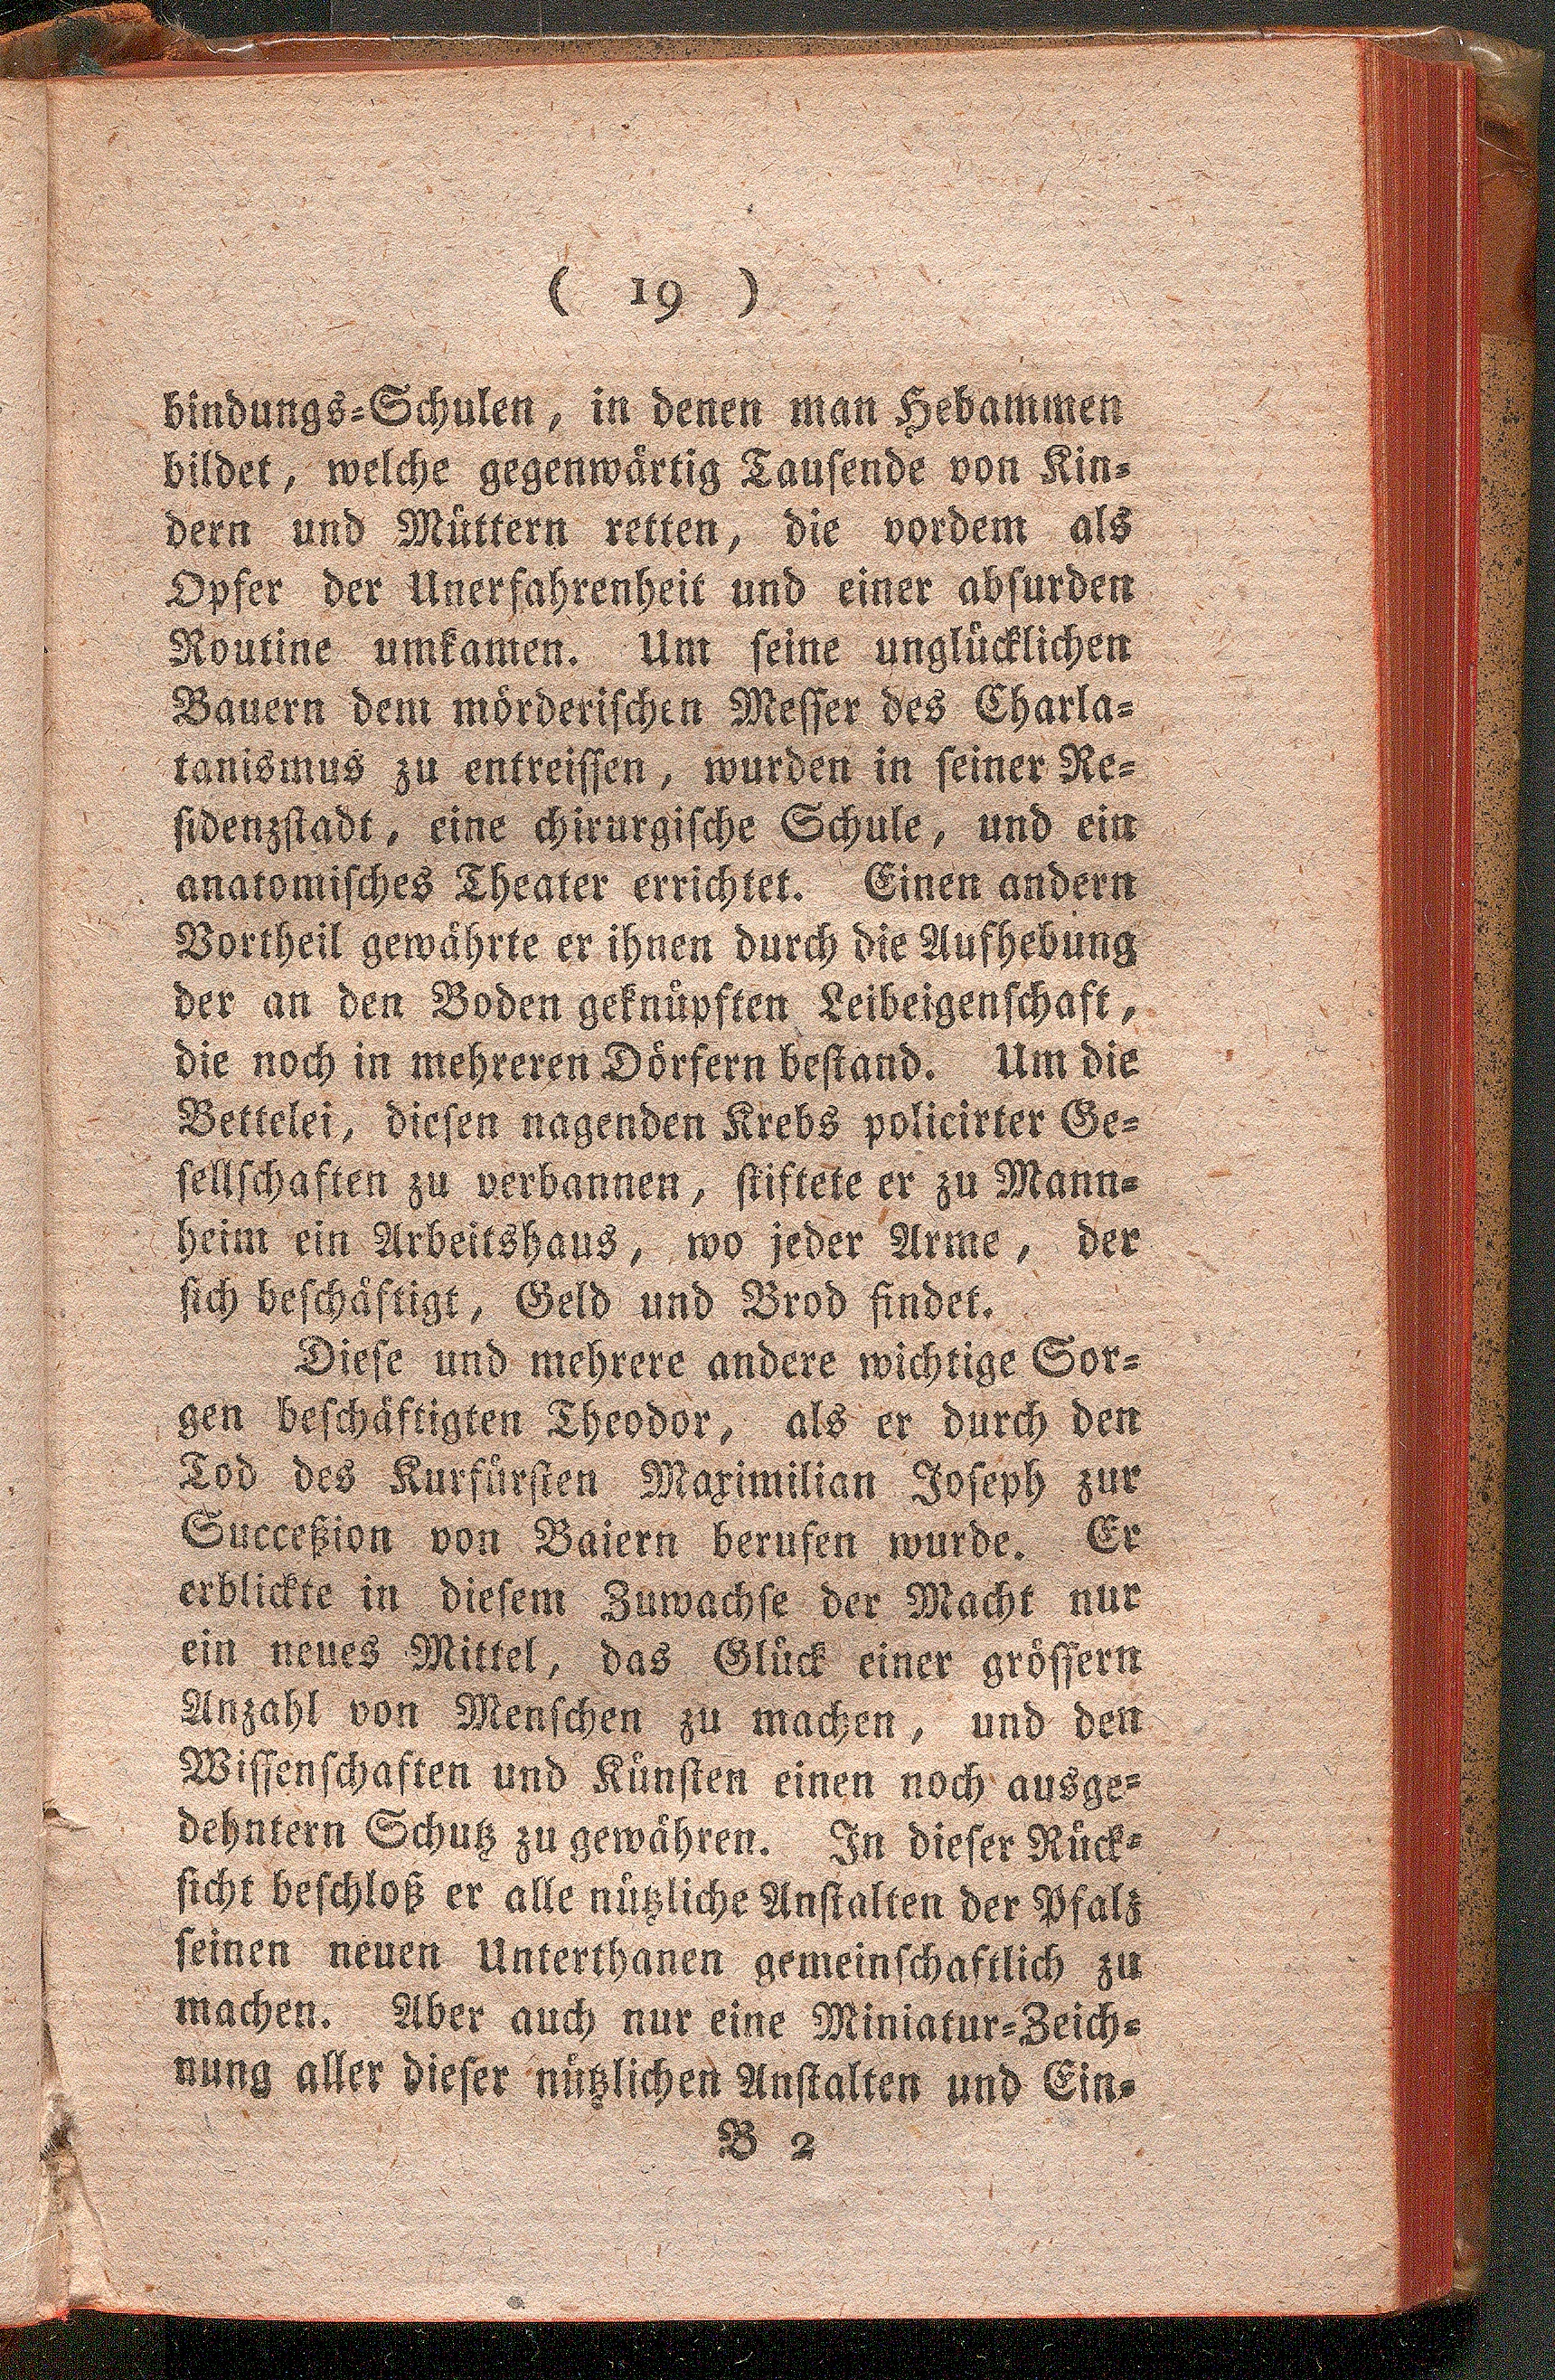 ( 19 )
bindungs-Schulen, in denen man Hebammen
bildet, welche gegenwärtig Tausende von Kin-
dern und Müttern retten, die vordem als
Opfer der Unerfahrenheit und einer absurden
Routine umkamen. Um seine unglücklichen
Bauern dem mörderischen Messer des Charla-
tanismus zu entreissen, wurden in seiner Re-
sidenzstadt, eine chirurgische Schule, und ein
anatomisches Theater errichtet. Einen andern
Vortheil gewährte er ihnen durch die Aufhebung
der an den Boden geknüpften Leibeigenschaft,
die noch in mehreren Dörfern bestand. Um die
Bettelei, diesen nagenden Krebs policirter Ge-
sellschaften zu verbannen, stiftete er zu Mann-
heim ein Arbeitshaus, wo jeder Arme, der
sich beschäftigt, Geld und Brod findet.
Diese und mehrere andere wichtige Sor-
gen beschäftigten Theodor, als er durch den
Tod des Kurfürsten Maximilian Joseph zur
Succeßion von Baiern berufen wurde. Er
erblickte in diesem Zuwachse der Macht nur
ein neues Mittel, das Glück einer grössern
Anzahl von Menschen zu machen, und den
Wissenschaften und Künsten einen noch ausge-
dehntern Schutz zu gewähren. In dieser Rück-
sicht beschloß er alle nützliche Anstalten der Pfalz
seinen neuen Unterthanen gemeinschaftlich zu
machen. Aber auch nur eine Miniatur-Zeich-
nung aller dieser nützlichen Anstalten und Ein-
B 2